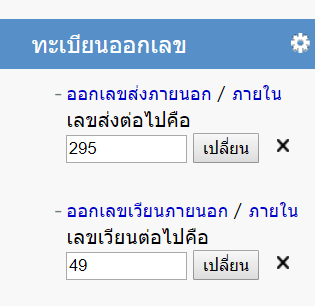 ทะเบียนออกเลข
- ออกเลขส่งภายนอก / ภายใน
เลขส่งต่อไปคือ
295 เปลี่ยน
- ออกเลขเวียนภายนอก / ภายใน
เลขเวียนต่อไปคือ
49 เปลี่ยน